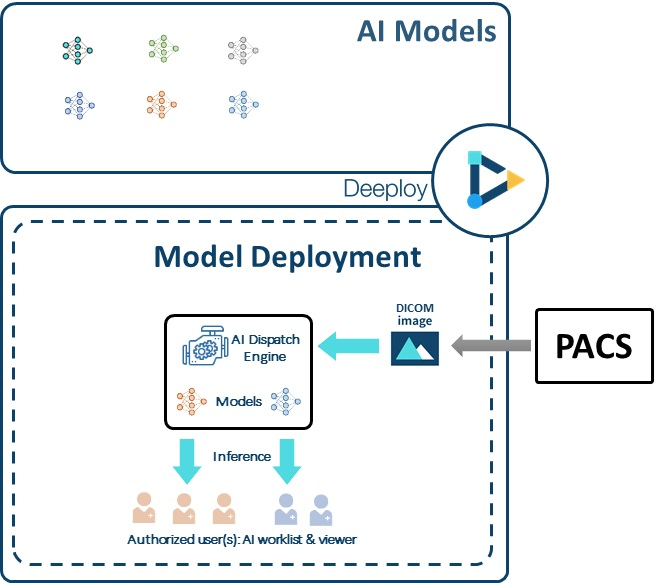 AI Models
Deeploy
Model Deployment
DICOM
image
PACS
AI Dispatch
Engine
Models
Inference
Authorized user(s): AI worklist & viewer